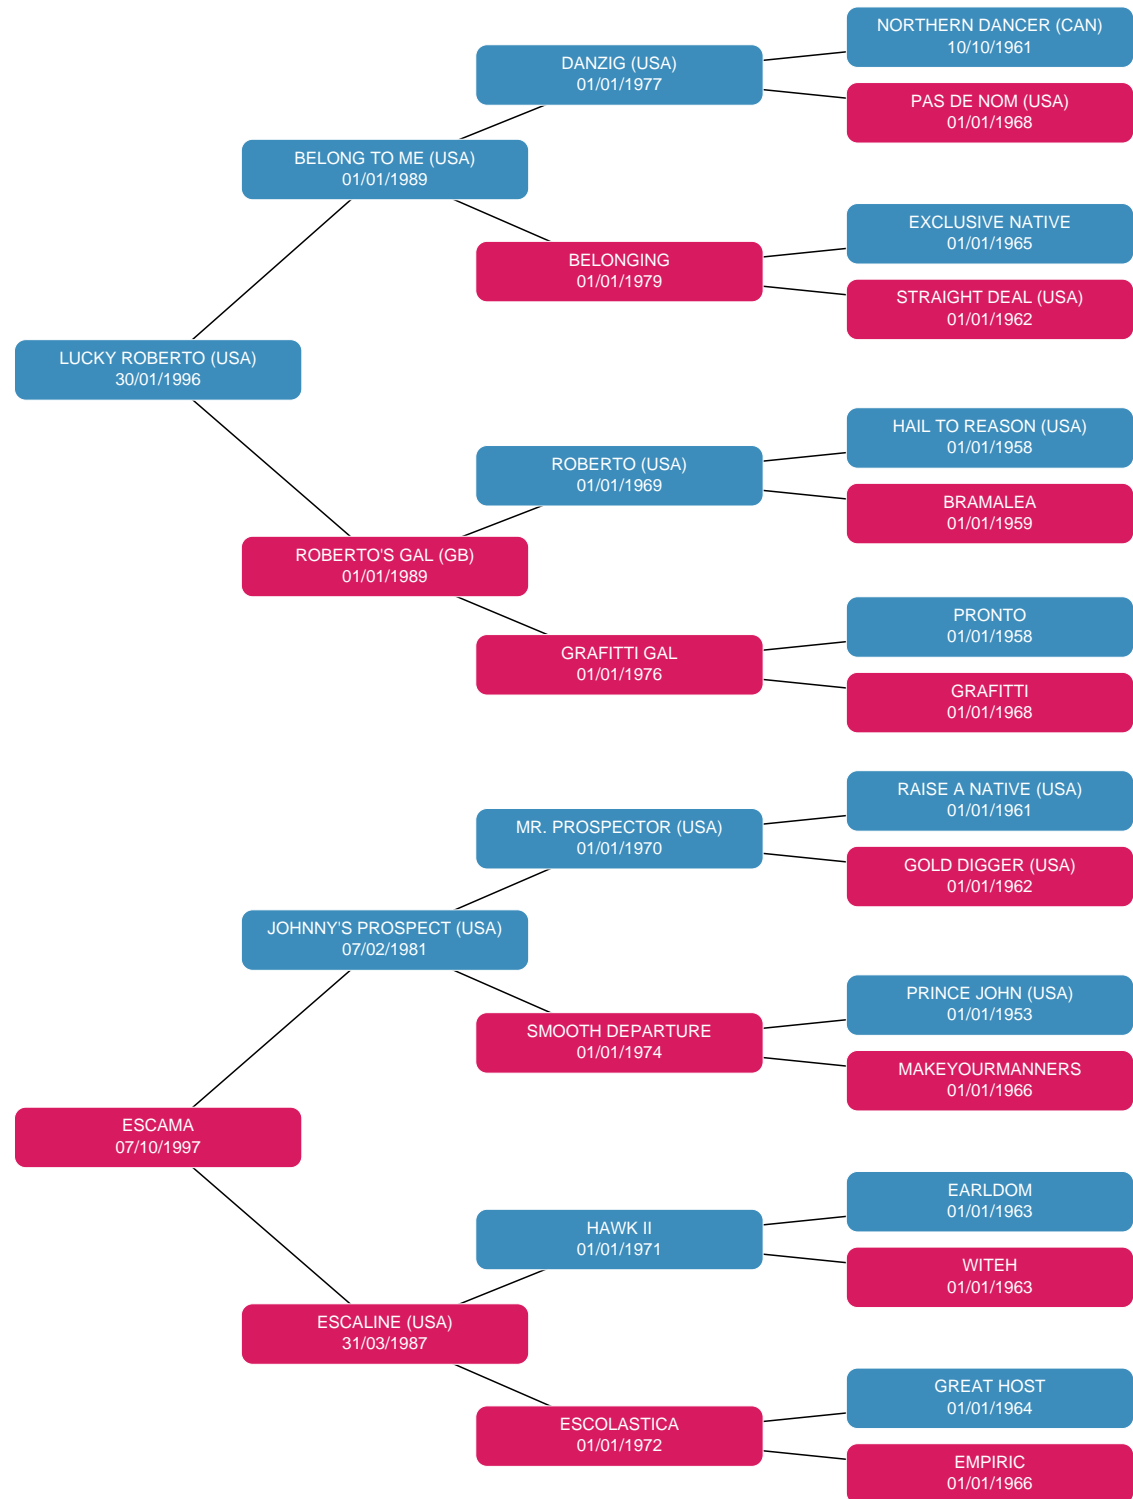 NORTHERN DANCER (CAN)
10/10/1961
DANZIG (USA)
01/01/1977
PAS DE NOM (USA)
01/01/1968
BELONG TO ME (USA)
01/01/1989
EXCLUSIVE NATIVE
01/01/1965
BELONGING
01/01/1979
STRAIGHT DEAL (USA)
01/01/1962
LUCKY ROBERTO (USA)
30/01/1996
HAIL TO REASON (USA)
01/01/1958
ROBERTO (USA)
01/01/1969
BRAMALEA
01/01/1959
ROBERTO'S GAL (GB)
01/01/1989
PRONTO
01/01/1958
GRAFITTI GAL
01/01/1976
GRAFITTI
01/01/1968
RAISE A NATIVE (USA)
01/01/1961
MR. PROSPECTOR (USA)
01/01/1970
GOLD DIGGER (USA)
01/01/1962
JOHNNY'S PROSPECT (USA)
07/02/1981
PRINCE JOHN (USA)
01/01/1953
SMOOTH DEPARTURE
01/01/1974
MAKEYOURMANNERS
01/01/1966
ESCAMA
07/10/1997
EARLDOM
01/01/1963
HAWK II
01/01/1971
WITEH
01/01/1963
ESCALINE (USA)
31/03/1987
GREAT HOST
01/01/1964
ESCOLASTICA
01/01/1972
EMPIRIC
01/01/1966